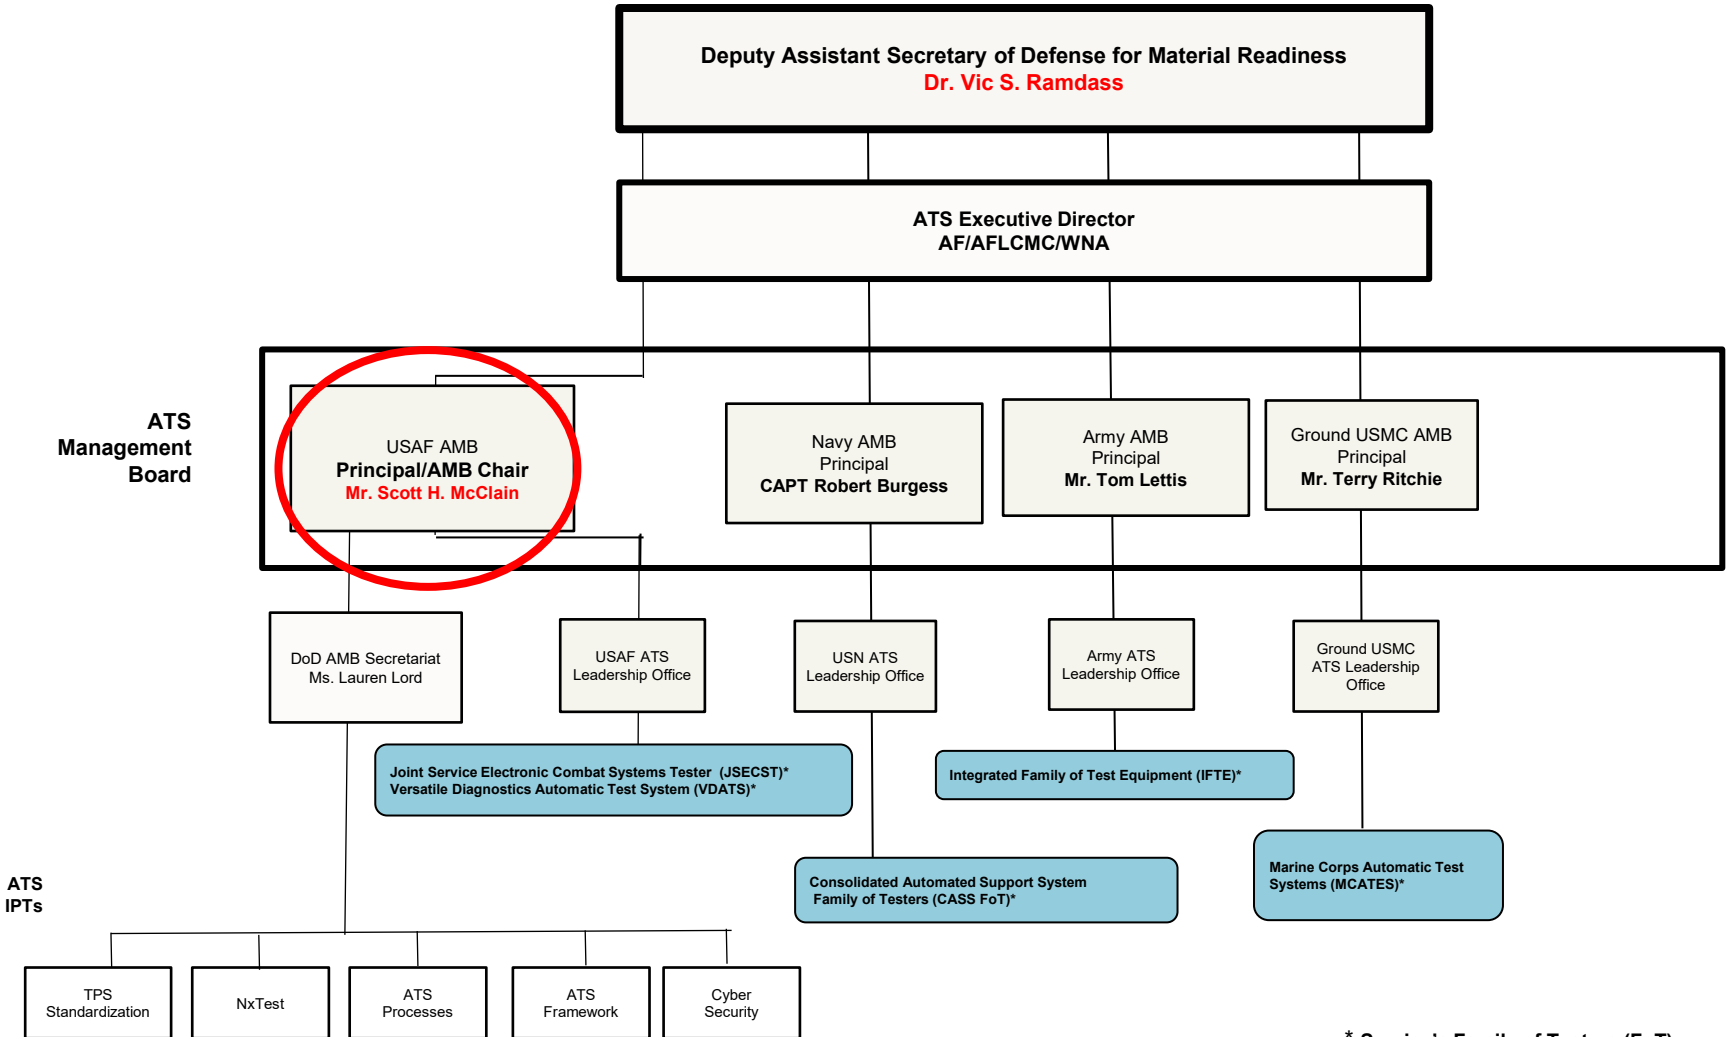 Deputy Assistant Secretary of Defense for Material Readiness
Dr. Vic S. Ramdass
ATS Executive Director
AF/AFLCMC/WNA
ATS
Management
Board
USAF AMB
Principal/AMB Chair
Mr. Scott H. McClain
Navy AMB
Principal
CAPT Robert Burgess
Army AMB
Principal
Mr. Tom Lettis
Ground USMC AMB
Principal
Mr. Terry Ritchie
DoD AMB Secretariat
Ms. Lauren Lord
USAF ATS
Leadership Office
USN ATS
Leadership Office
Army ATS
Leadership Office
Ground USMC
ATS Leadership
Office
Joint Service Electronic Combat Systems Tester (JSECST)*
Versatile Diagnostics Automatic Test System (VDATS)*
Integrated Family of Test Equipment (IFTE)*
Consolidated Automated Support System
Family of Testers (CASS FoT)*
Marine Corps Automatic Test
Systems (MCATES)*
ATS
IPTs
TPS
Standardization
NxTest
ATS
Processes
ATS
Framework
Cyber
Security
* Service's Family of Testers (FoT)